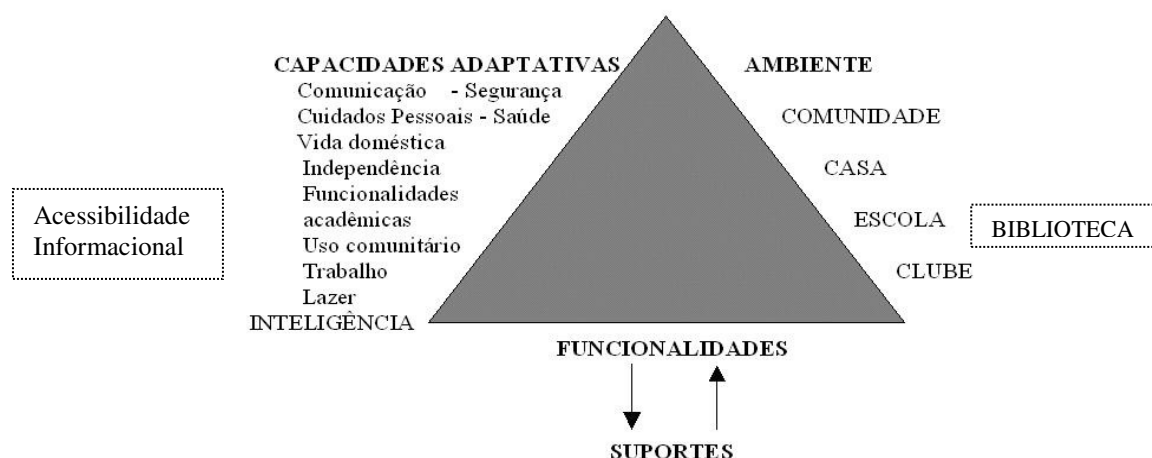 CAPACIDADES ADAPTATIVAS
Comunicação - Segurança
Cuidados Pessoais - Saúde
Vida doméstica
Independência
Funcionalidades
acadêmicas
Uso comunitário
Trabalho
Lazer
INTELIGÊNCIA
Acessibilidade
Informacional
AMBIENTE
COMUNIDADE
CASA
ESCOLA
CLUBE
BIBLIOTECA
FUNCIONALIDADES
SUPORTES